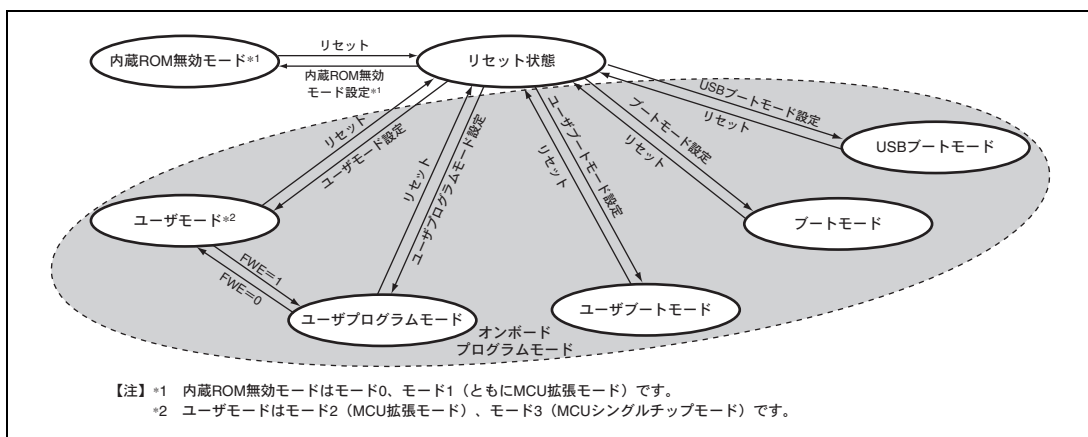 内蔵ROM無効モード*1
リセット
リセット状態
内蔵ROM無効
モード設定*1
USBブートモード設定
リセット
USBブートモード
リセット
ユーザモード設定
リセット
ユーザプログラムモード設定
ユーザブートモード設定
リセット
ブートモード設定
リセット
ユーザモード*2
ブートモード
FWE=1
FWE=0
ユーザプログラムモード
ユーザブートモード
オンボード
プログラムモード
【注】 *1 内蔵ROM無効モードはモード0、モード1（ともにMCU拡張モード）です。
*2 ユーザモードはモード2（MCU拡張モード）、モード3（MCUシングルチップモード）です。